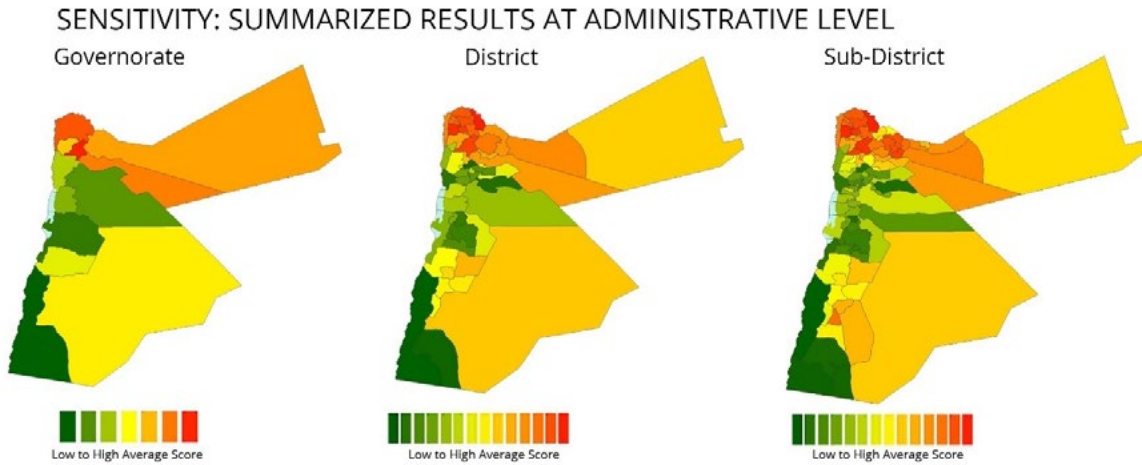 SENSITIVITY: SUMMARIZED RESULTS AT ADMINISTRATIVE LEVEL
Governorate
District
Sub-District
Low to High Average Score
Low to High Average Score
Low to High Average Score